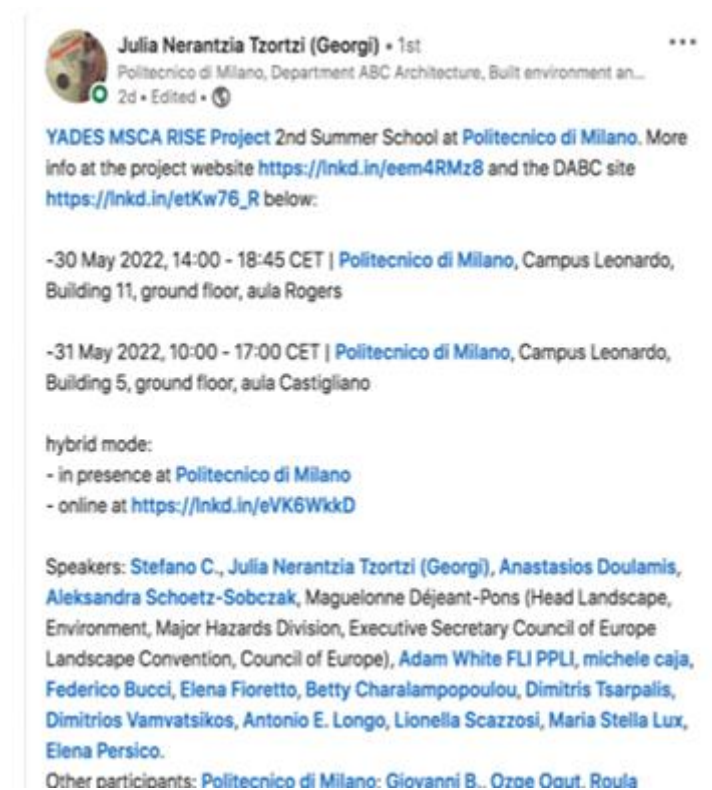 Julia Nerantzia Tzortzi (Georgi) • 1st
Politecnico di Milano, Department ABC Architecture, Built environment an...
2d • Edited •
YADES MSCA RISE Project 2nd Summer School at Politecnico di Milano. More
info at the project website https://lnkd.in/eem4RMz8 and the DABC site
https://lnkd.in/etKw76_R below:
-30 May 2022, 14:00 - 18:45 CET | Politecnico di Milano, Campus Leonardo,
Building 11, ground floor, aula Rogers
-31 May 2022, 10:00 - 17:00 CET | Politecnico di Milano, Campus Leonardo,
Building 5, ground floor, aula Castigliano
hybrid mode:
- in presence at Politecnico di Milano
- online at https://lnkd.in/eVK6WkkD
Speakers: Stefano C., Julia Nerantzia Tzortzi (Georgi), Anastasios Doulamis,
Aleksandra Schoetz-Sobczak, Maguelonne Déjeant-Pons (Head Landscape,
Environment, Major Hazards Division, Executive Secretary Council of Europe
Landscape Convention, Council of Europe), Adam White FLI PPLI, michele caja,
Federico Bucci, Elena Fioretto, Betty Charalampopoulou, Dimitris Tsarpalis,
Dimitrios Vamvatsikos, Antonio E. Longo, Lionella Scazzosi, Maria Stella Lux,
Elena Persico.
Other participants: Politecnico di Milano: Giovanni B., Ozge Ogut, Roula